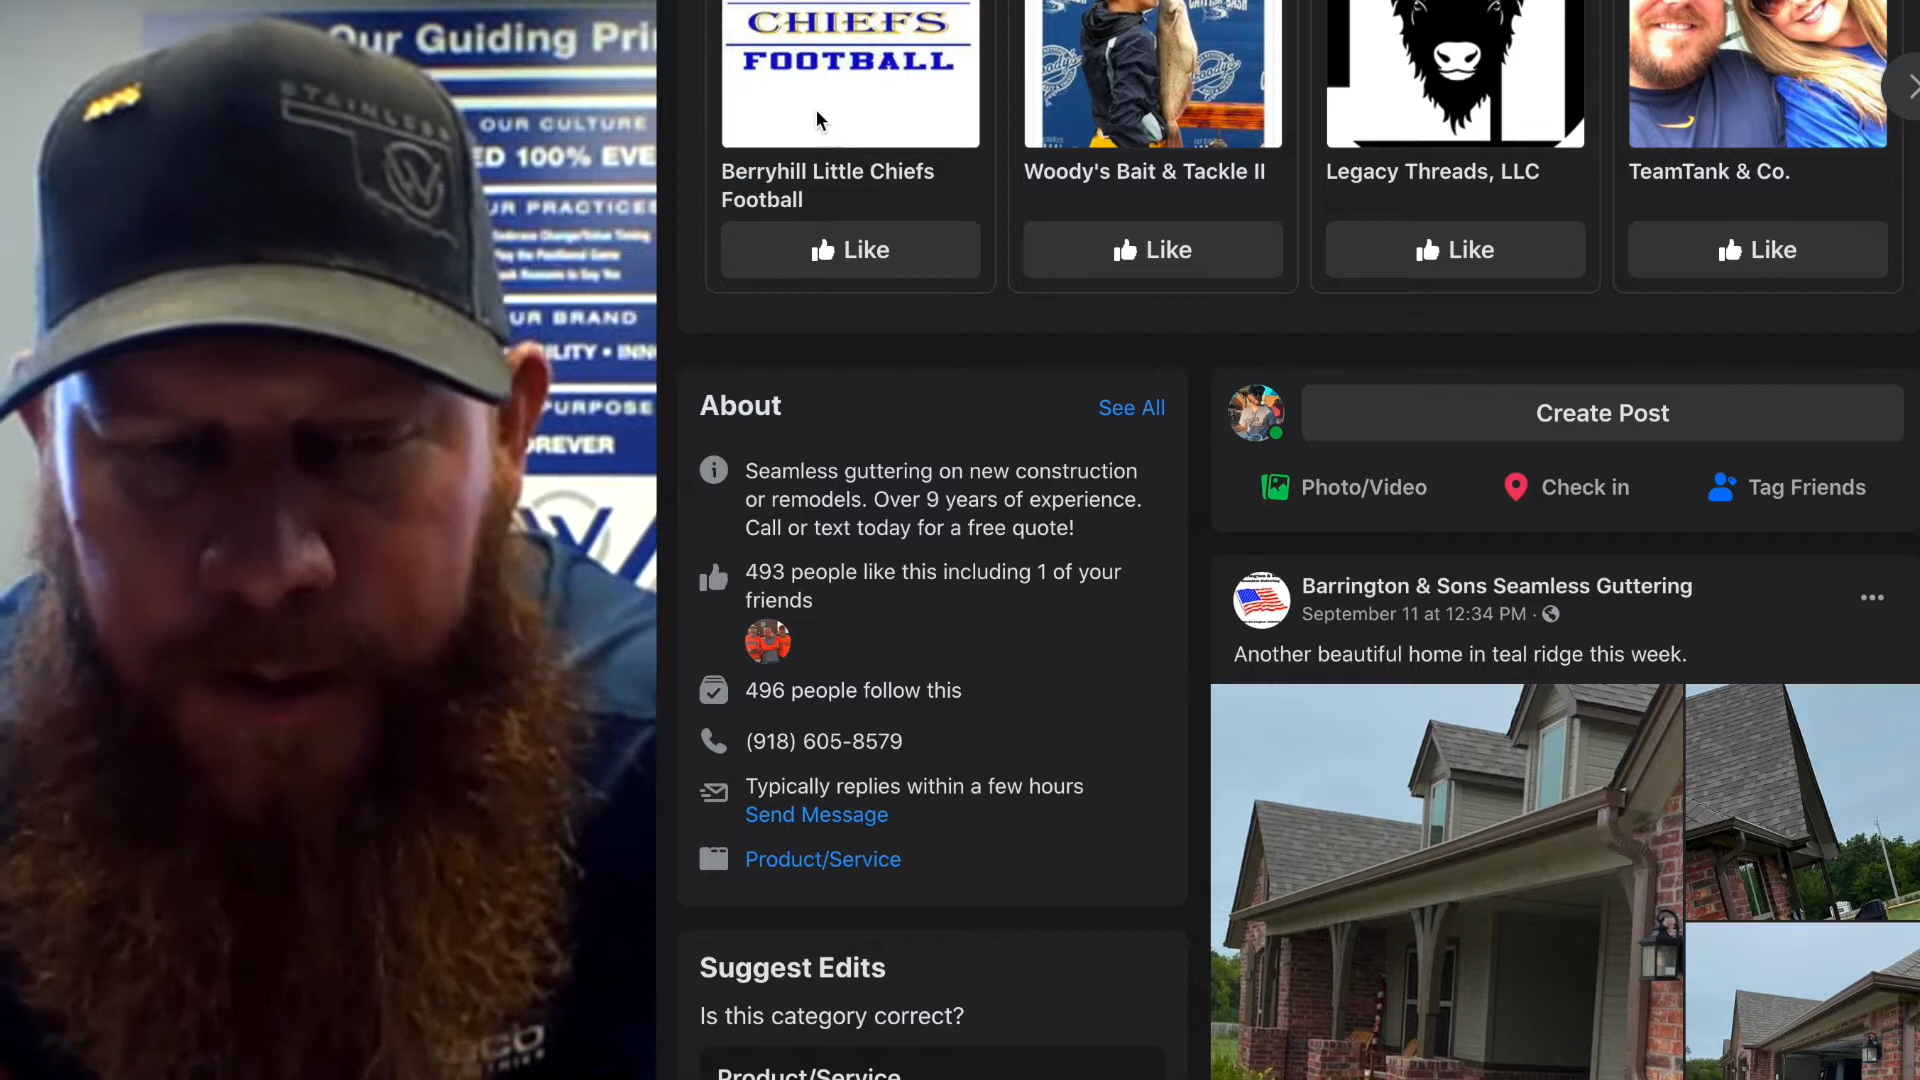 Our Guiding Pri
OUR CULTURE
ED 100% EVE
UR PRACTICES
UR BRAND
ILITY • INN
PURPOSE
OREVER
STAINLESS
W
CHIEFS
FOOTBALL
Berryhill Little Chiefs
Football
Like
Woody's Bait & Tackle II
Like
Legacy Threads, LLC
Like
TeamTank & Co.
Like
About
See All
Seamless guttering on new construction
or remodels. Over 9 years of experience.
Call or text today for a free quote!
493 people like this including 1 of your
friends
496 people follow this
(918) 605-8579
Typically replies within a few hours
Send Message
Product/Service
Suggest Edits
Is this category correct?
Product/Service
Create Post
Photo/Video
Check in
Tag Friends
Barrington & Sons Seamless Guttering
September 11 at 12:34 PM ·
Another beautiful home in teal ridge this week.